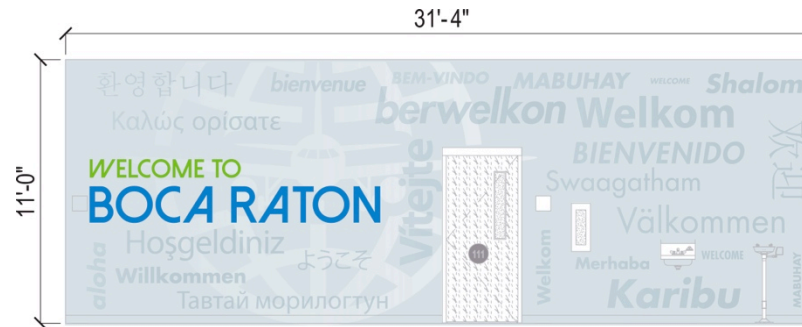 31'-4"
11'-0"
환영합니다
bienvenue
BEM-VINDO
MABUHAY
WELCOME
Shalom
Καλώς ορίσατε
berwelkon
Welkom
BIENVENIDO
WELCOME TO
BOCA RATON
Vítejte
Swaagatham
Välkommen
Hoşgeldiniz
ようこそ
aloha
Willkommen
Тавтай морилогтун
111
Welkom
Merhaba
WELCOME
Karibu
MABUHAY